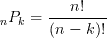 ₙPₖ = n! / (n − k)!